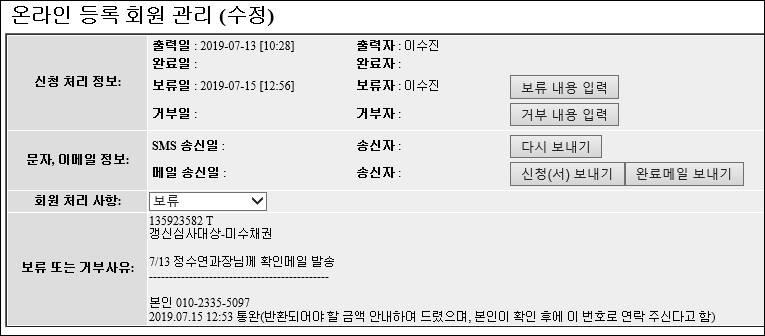 온라인 등록 회원 관리 (수정)
신청 처리 정보:
출력일 : 2019-07-13 [10:28] 출력자 : 이수진
완료일 : 완료자 :
보류일 : 2019-07-15 [12:56] 보류자 : 이수진 보류 내용 입력
거부일 : 거부자 : 거부 내용 입력
문자, 이메일 정보:
SMS 송신일 : 송신자 : 다시 보내기
메일 송신일 : 송신자 : 신청(서) 보내기 완료메일 보내기
회원 처리 사항: 보류
보류 또는 거부사유:
135923582 T
갱신심사대상-미수채권
7/13 정수연과장님께 확인메일 발송
---------------------------------------------
본인 010-2335-5097
2019.07.15 12:53 통완(반환되어야 할 금액 안내하여 드렸으며, 본인이 확인 후에 이 번호로 연락 주신다고 함)